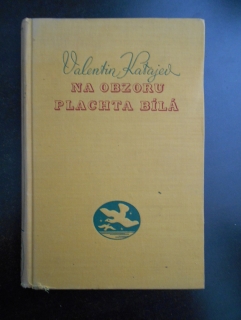 Valentin Katajev
NA OBZORU
PLACHTA BÍLÁ